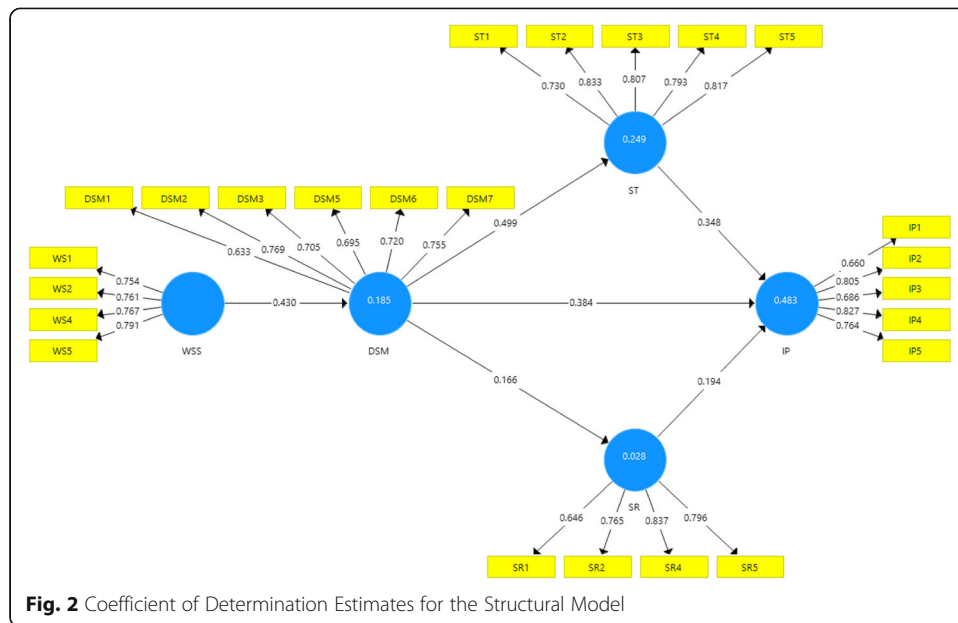 ST1 ST2 ST3 ST4 ST5
0.730 0.833 0.807 0.793 0.817
0.249
ST
DSM1 DSM2 DSM3 DSM5 DSM6 DSM7
0.633 0.769 0.705 0.695 0.720 0.755
0.499
0.348
WS1
WS2
WS4
WS5
0.754
0.761
0.767
0.791
WSS
0.430
0.185
DSM
0.384
0.483
IP
IP1
IP2
IP3
IP4
IP5
0.660
0.805
0.686
0.827
0.764
0.166
0.194
0.028
SR
0.646 0.765 0.837 0.796
SR1 SR2 SR4 SR5
Fig. 2 Coefficient of Determination Estimates for the Structural Model